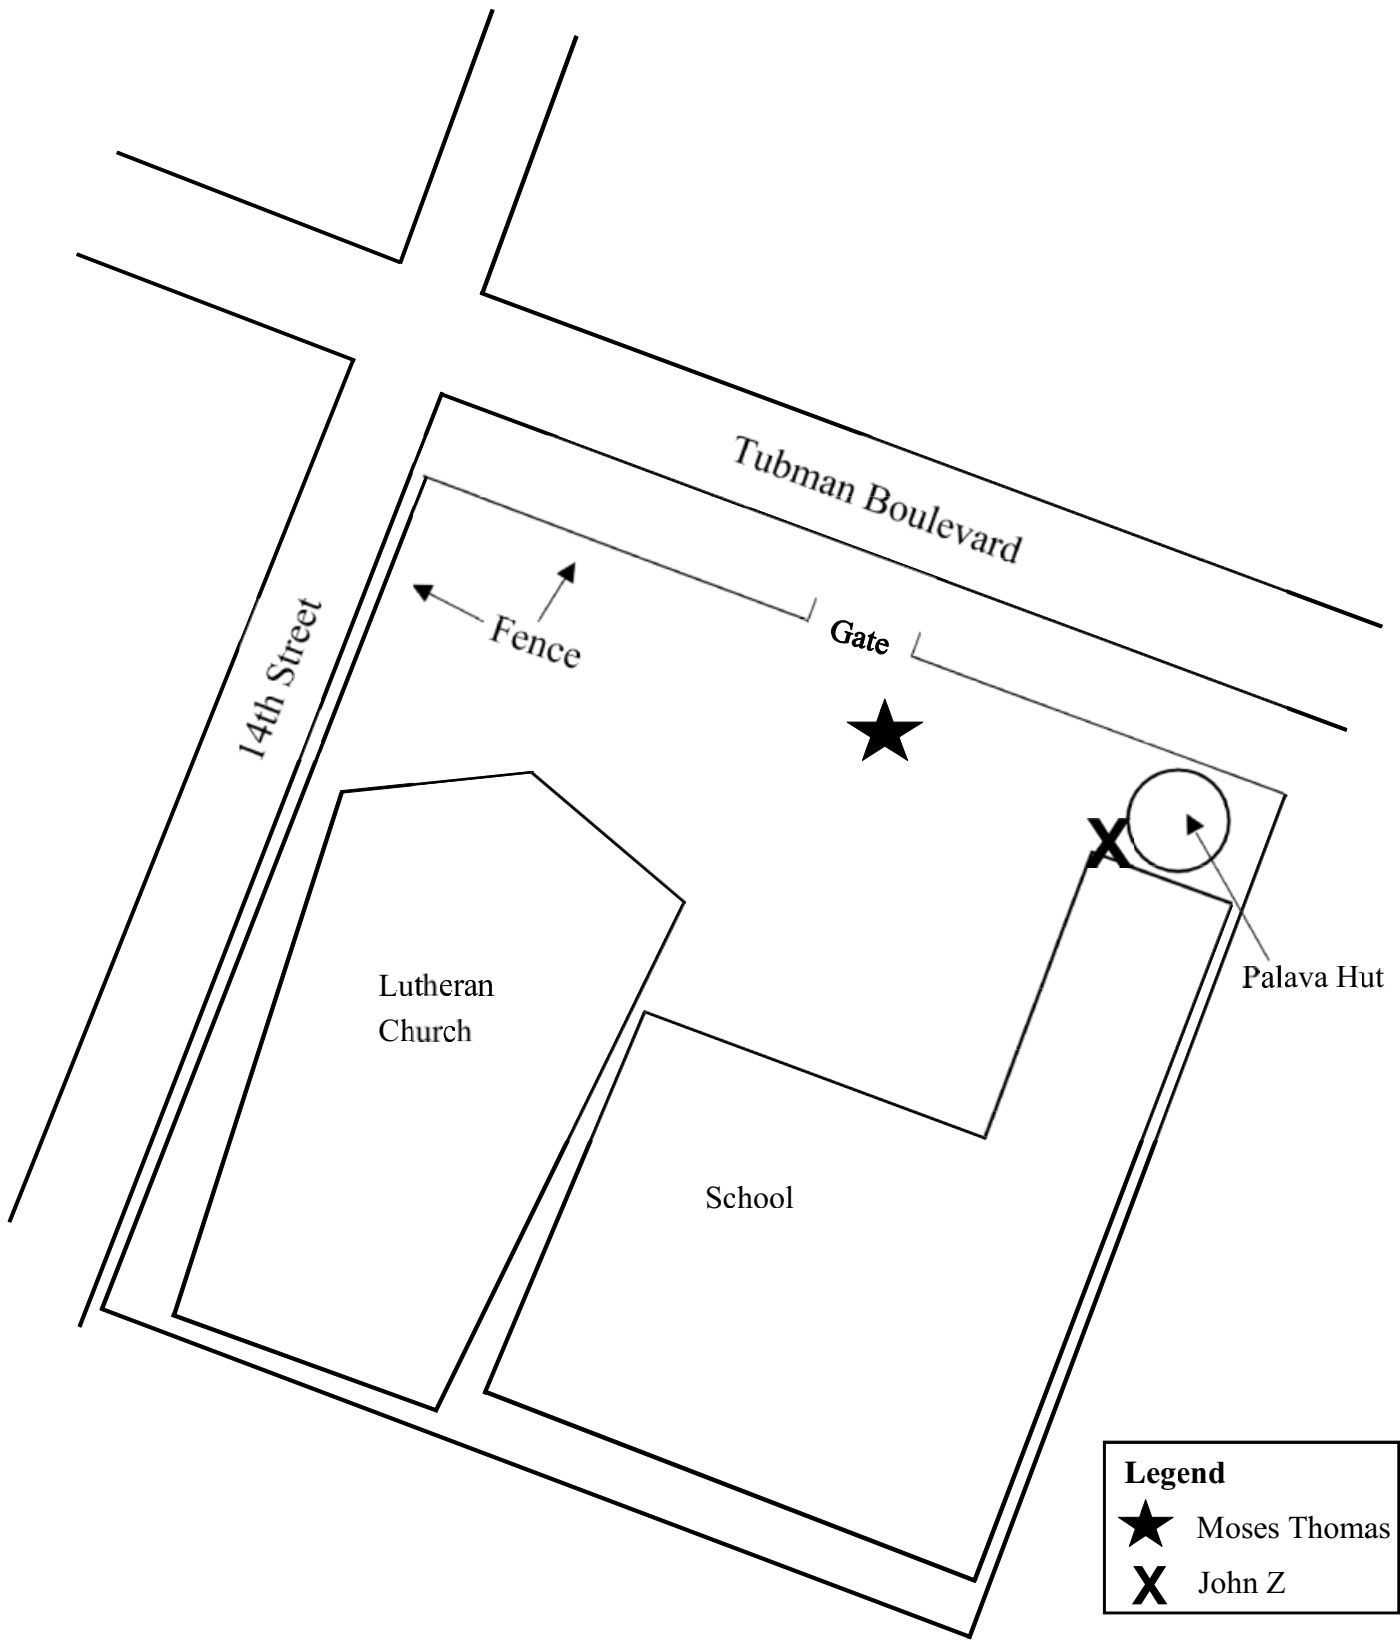 Tubman Boulevard
14th Street
Fence
Gate
Lutheran
Church
Palava Hut
School
Legend
Moses Thomas
X John Z
X